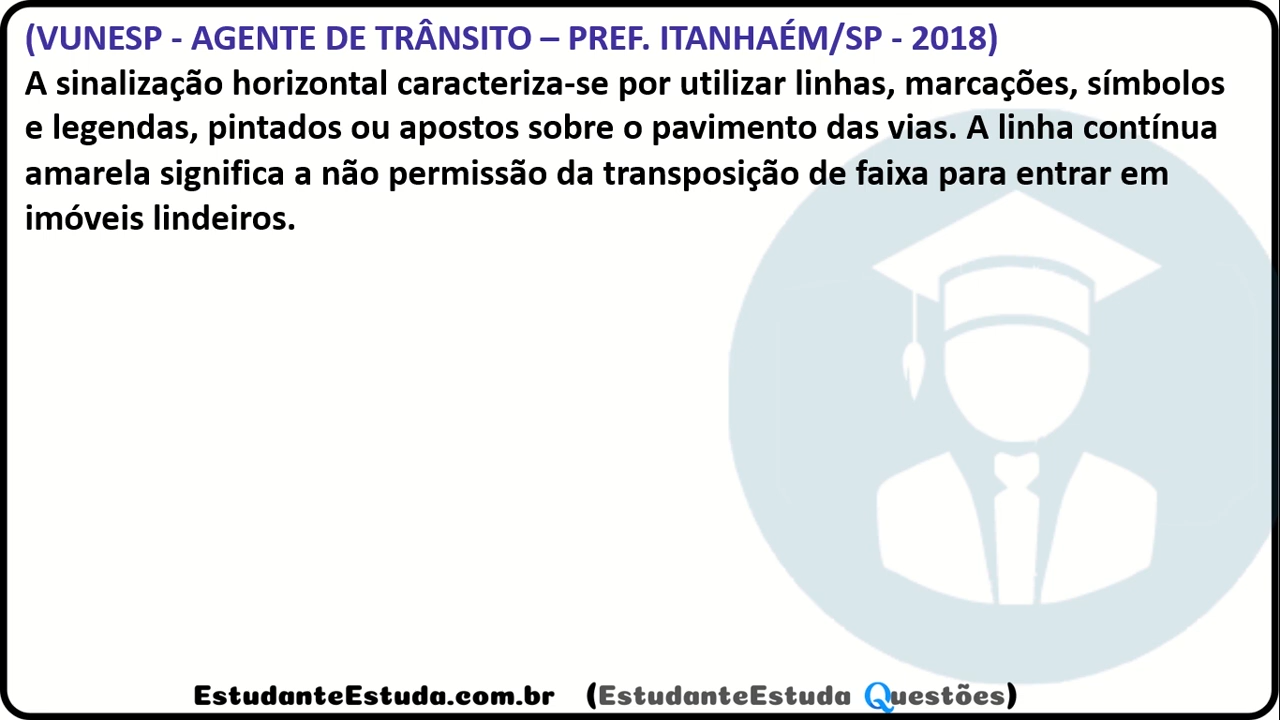 (VUNESP - AGENTE DE TRÂNSITO – PREF. ITANHAÉM/SP - 2018)
A sinalização horizontal caracteriza-se por utilizar linhas, marcações, símbolos
e legendas, pintados ou apostos sobre o pavimento das vias. A linha contínua
amarela significa a não permissão da transposição de faixa para entrar em
imóveis lindeiros.
EstudanteEstuda.com.br (EstudanteEstuda Questões)